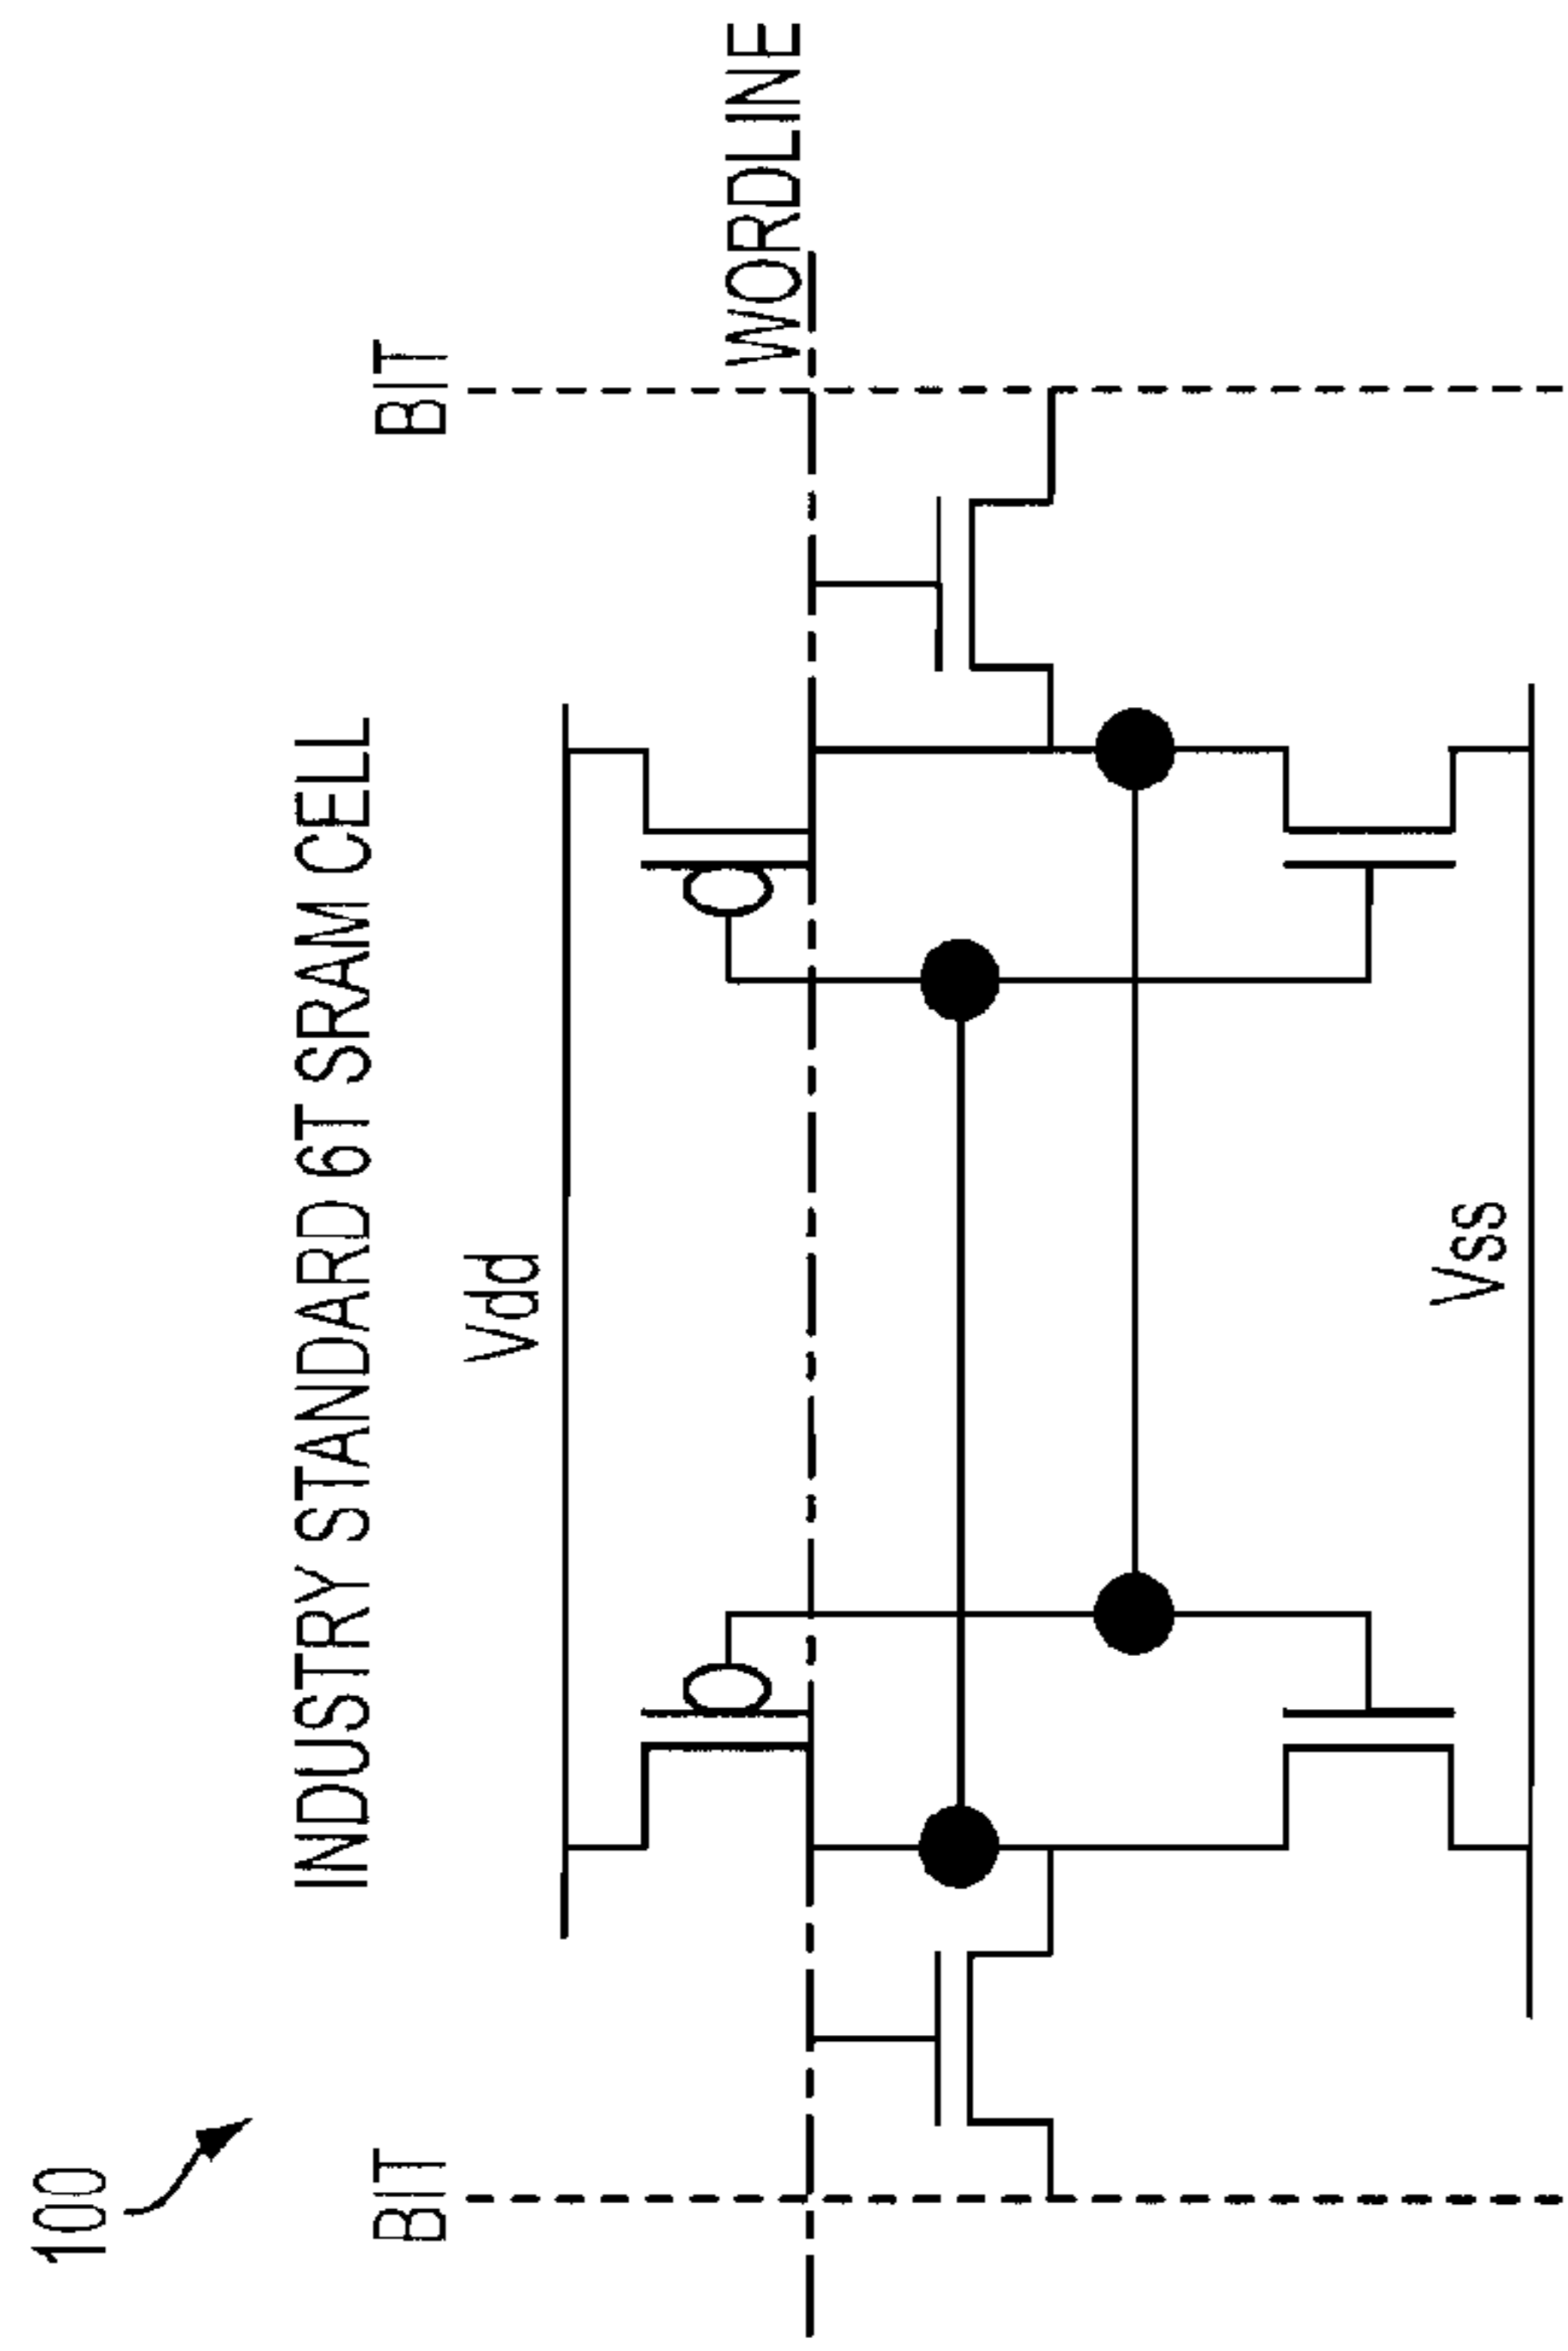 100
INDUSTRY STANDARD 6T SRAM CELL
BIT
BIT
Vdd
WORDLINE
Vss